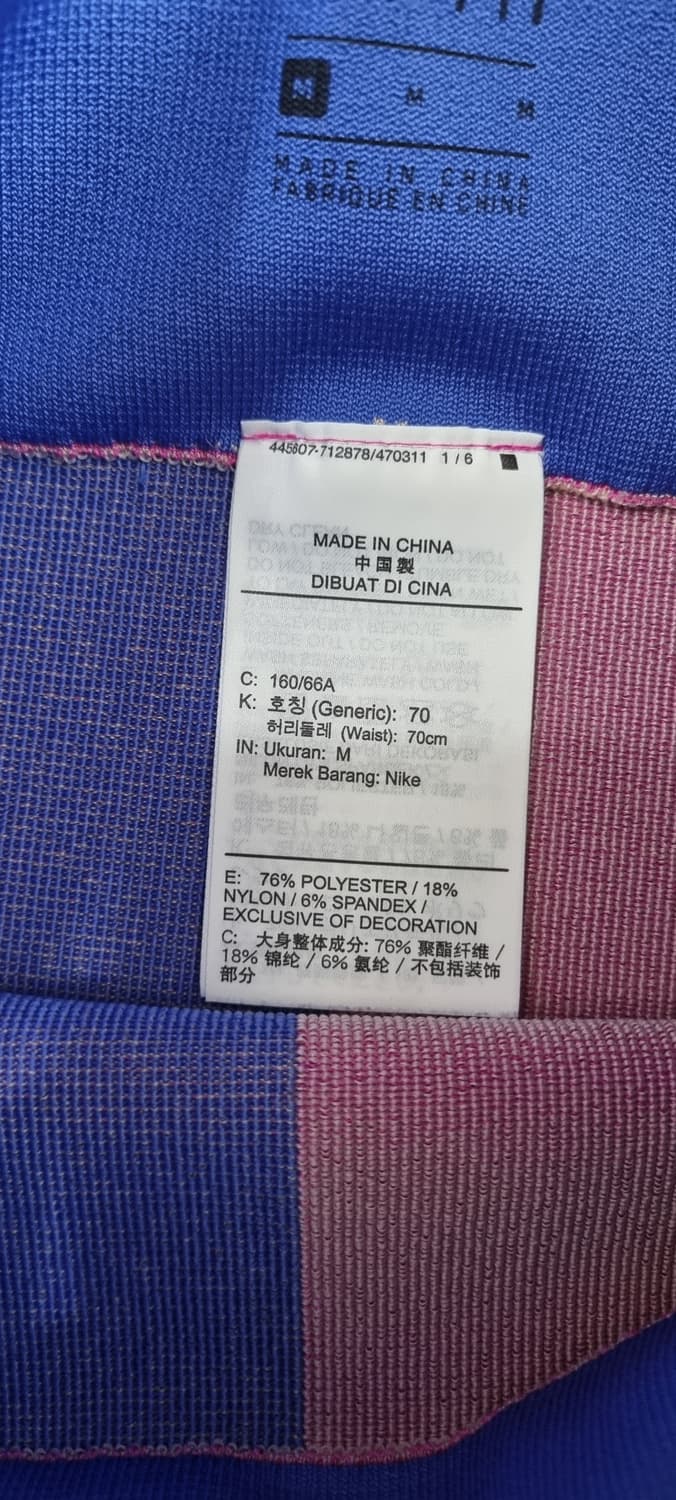 M M M
MADE IN CHINA
FABRIQUE EN CHINE
445807-712878/470311 1 / 6
MADE IN CHINA
中 国 製
DIBUAT DI CINA
C: 160/66A
K: 호칭 (Generic): 70
허리둘레 (Waist): 70cm
IN: Ukuran: M
Merek Barang: Nike
E: 76% POLYESTER / 18%
NYLON / 6% SPANDEX /
EXCLUSIVE OF DECORATION
C: 大身整体成分: 76% 聚酯纤维 /
18% 锦纶 / 6% 氨纶 / 不包括装饰
部分